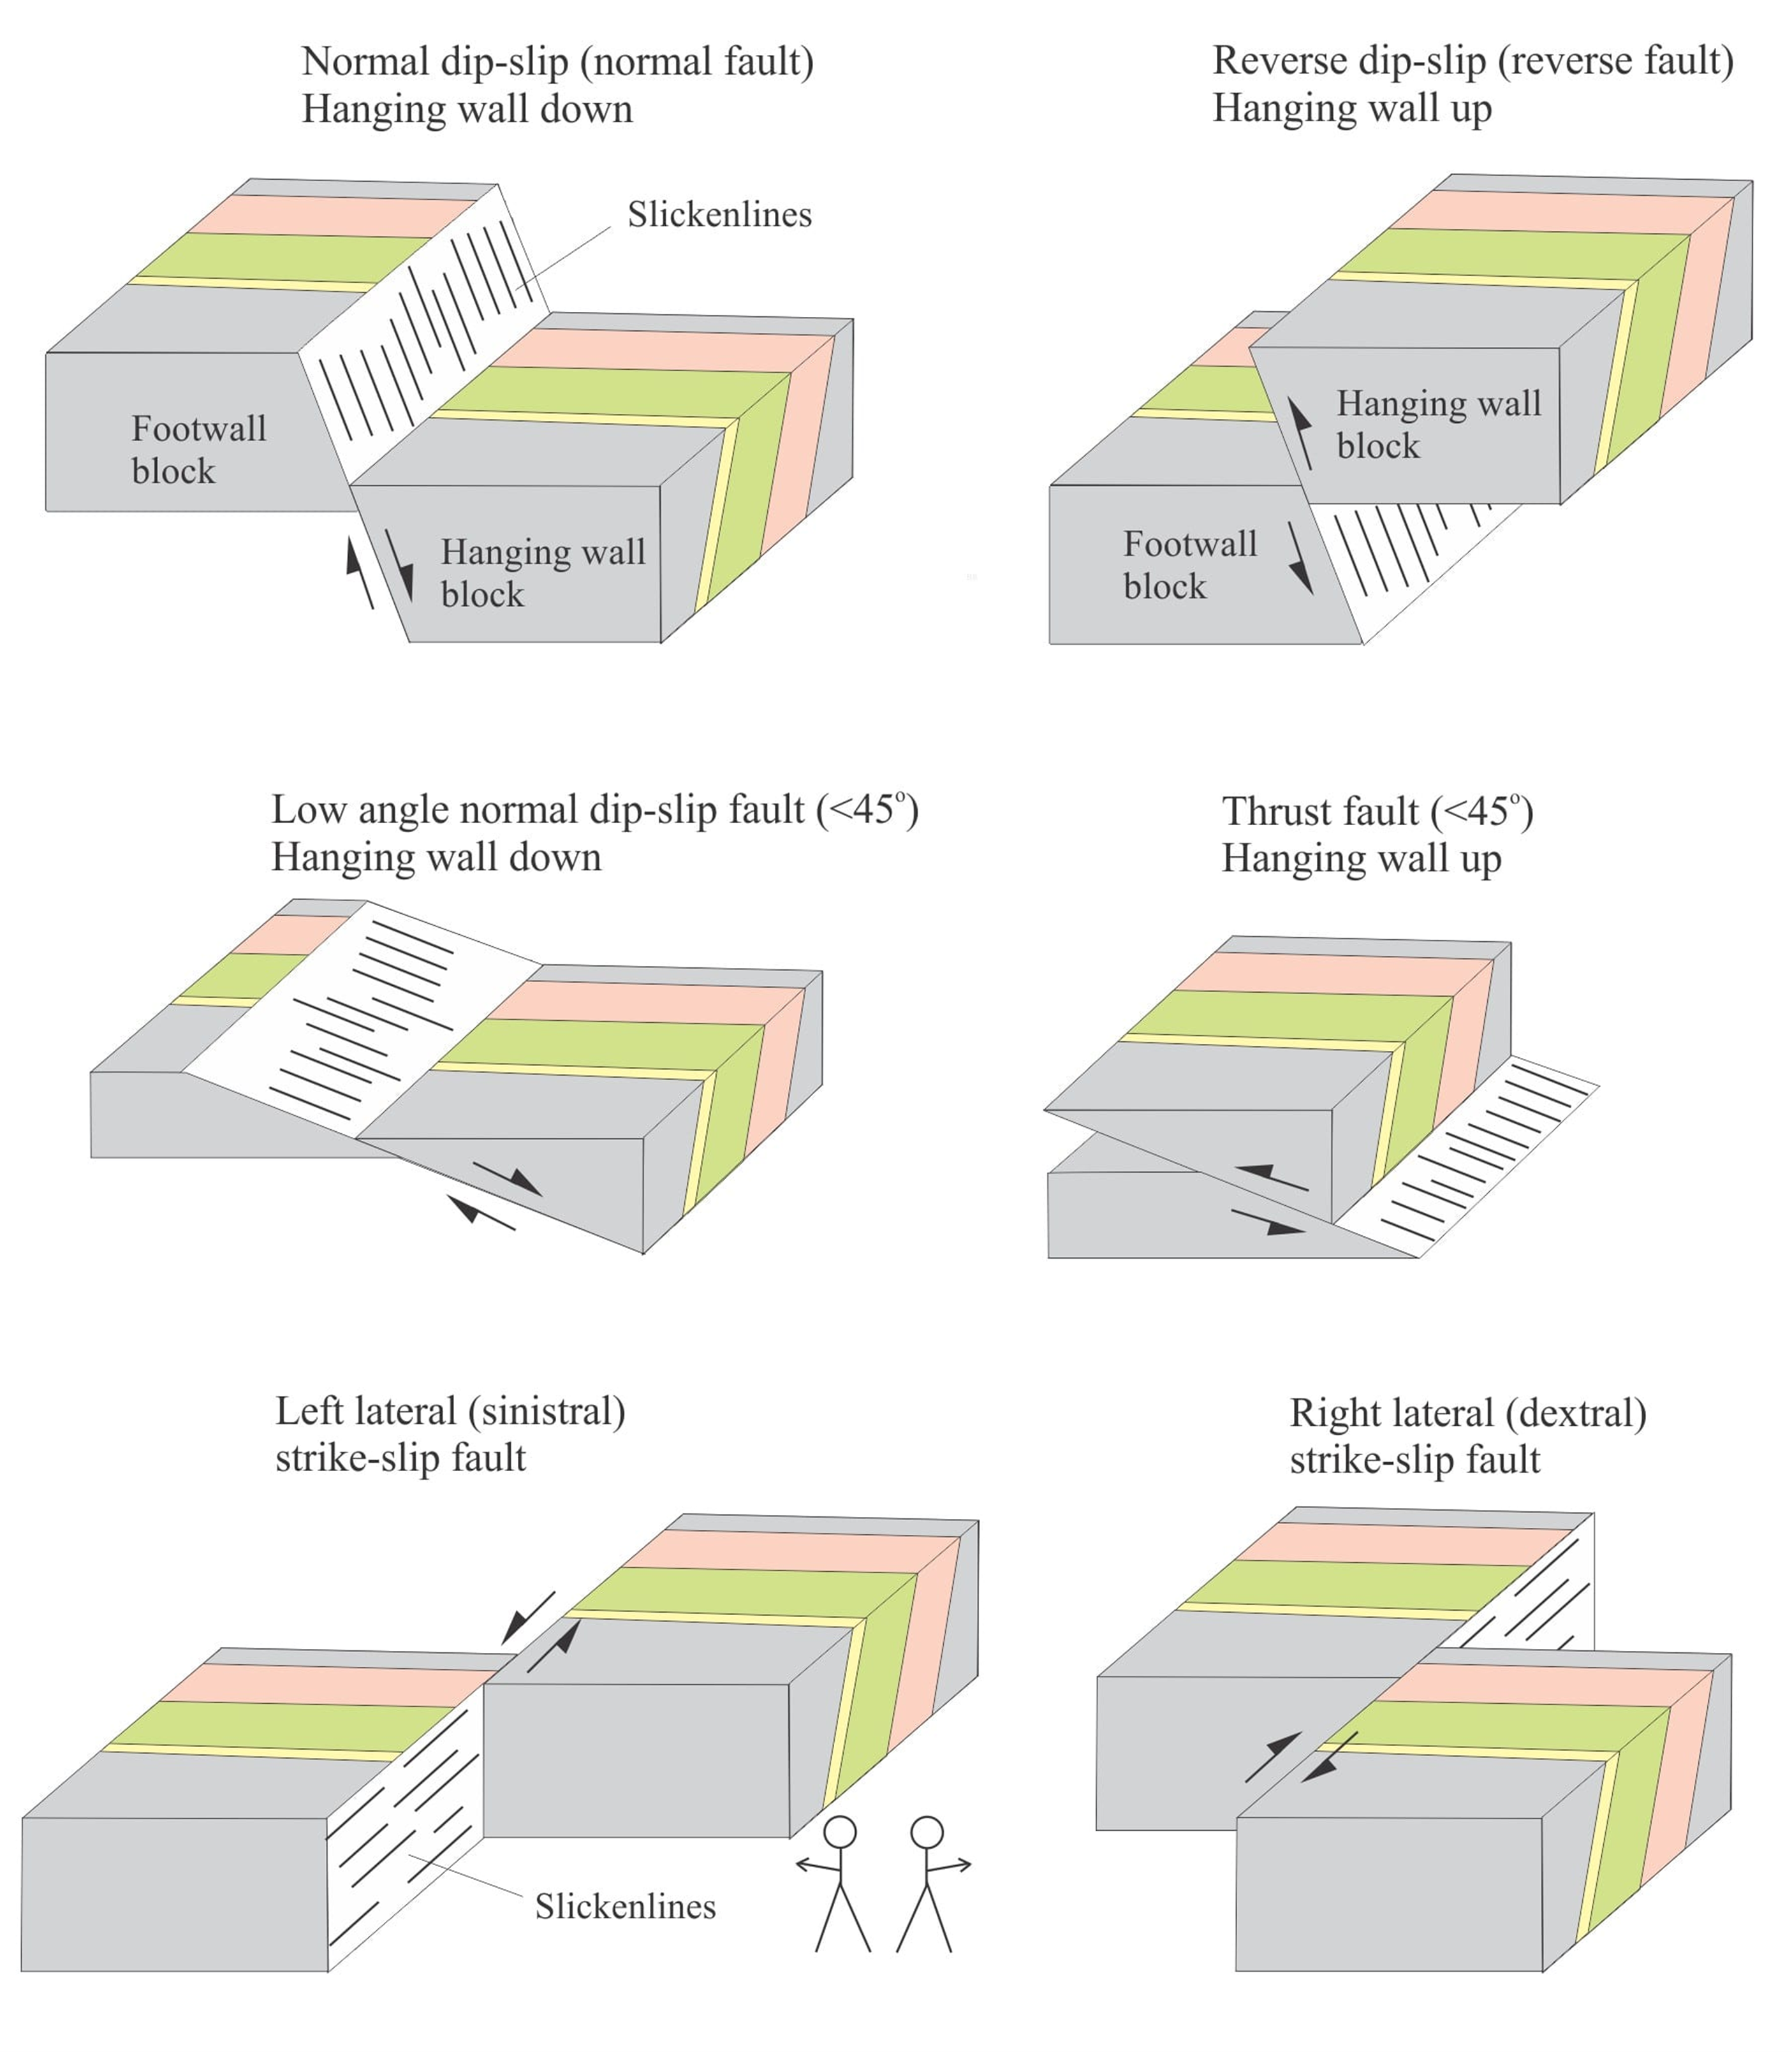 Normal dip-slip (normal fault)
Hanging wall down
Reverse dip-slip (reverse fault)
Hanging wall up
Slickenlines
Footwall
block
Hanging wall
block
Hanging wall
block
Footwall
block
Low angle normal dip-slip fault (<45°)
Hanging wall down
Thrust fault (<45°)
Hanging wall up
Left lateral (sinistral)
strike-slip fault
Right lateral (dextral)
strike-slip fault
Slickenlines